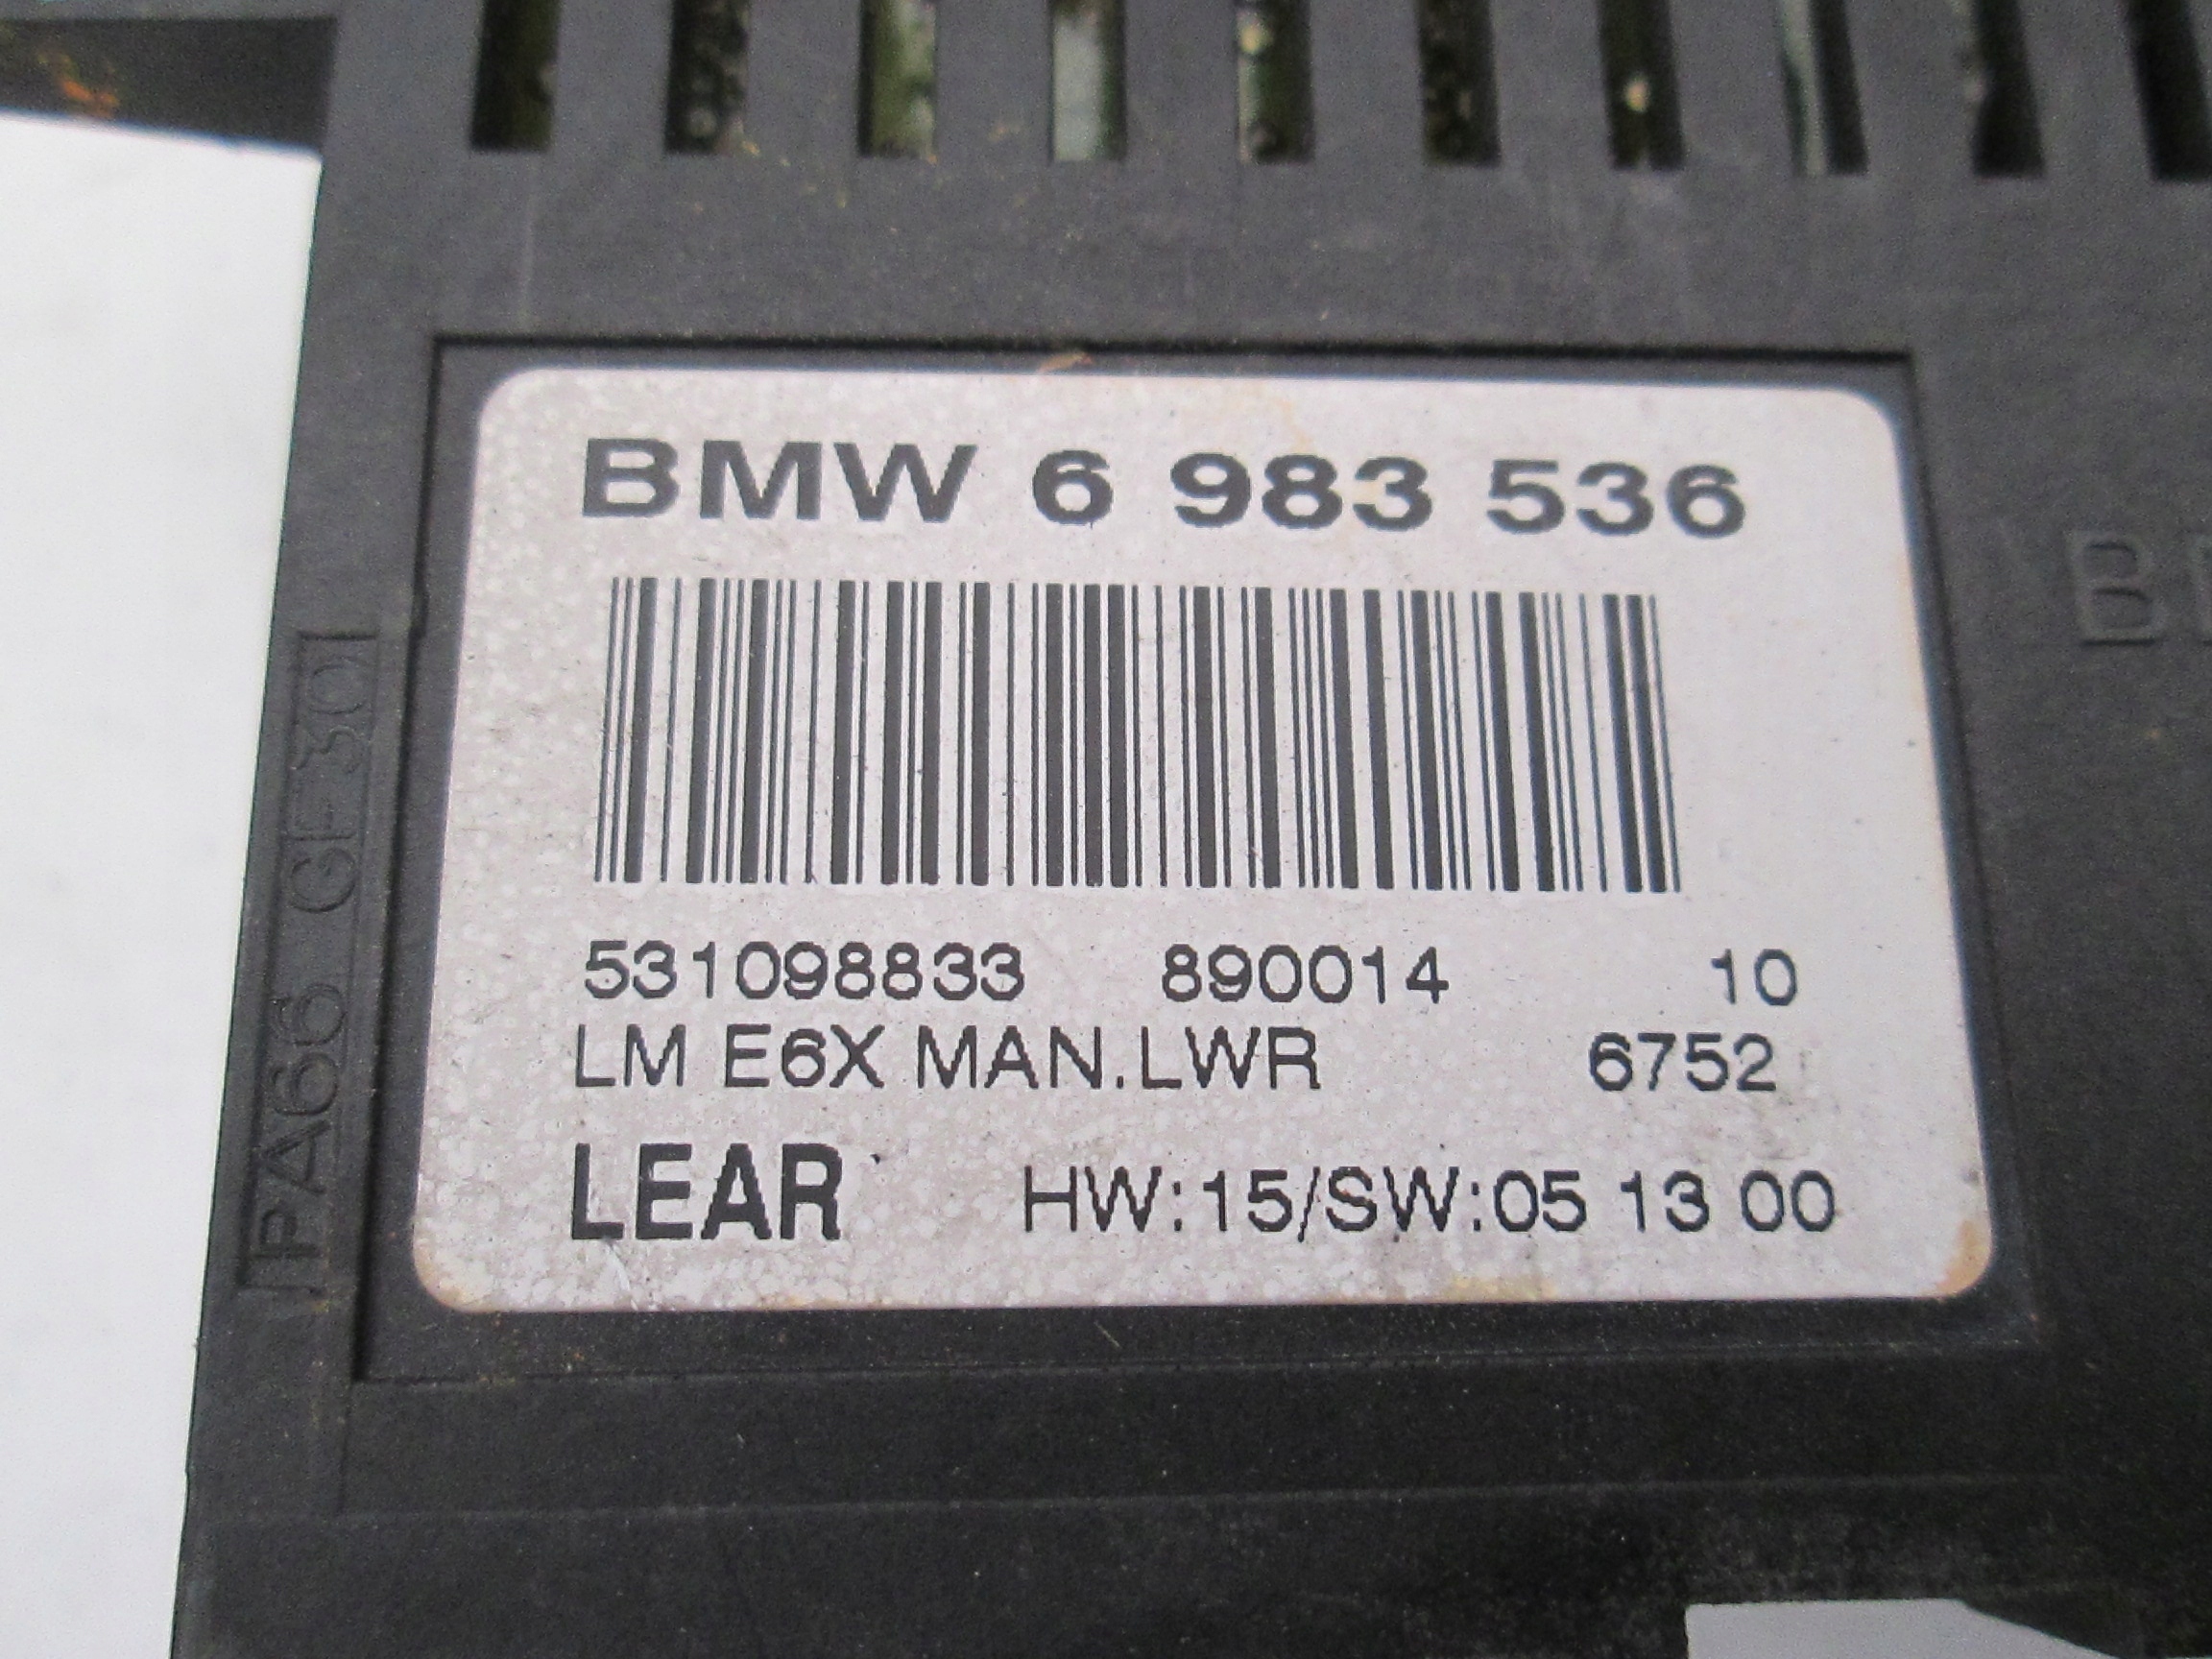 BMW 6 983 536
531098833 890014 10
LM E6X MAN.LWR 6752
LEAR HW:15/SW:05 13 00
PA66 GF30